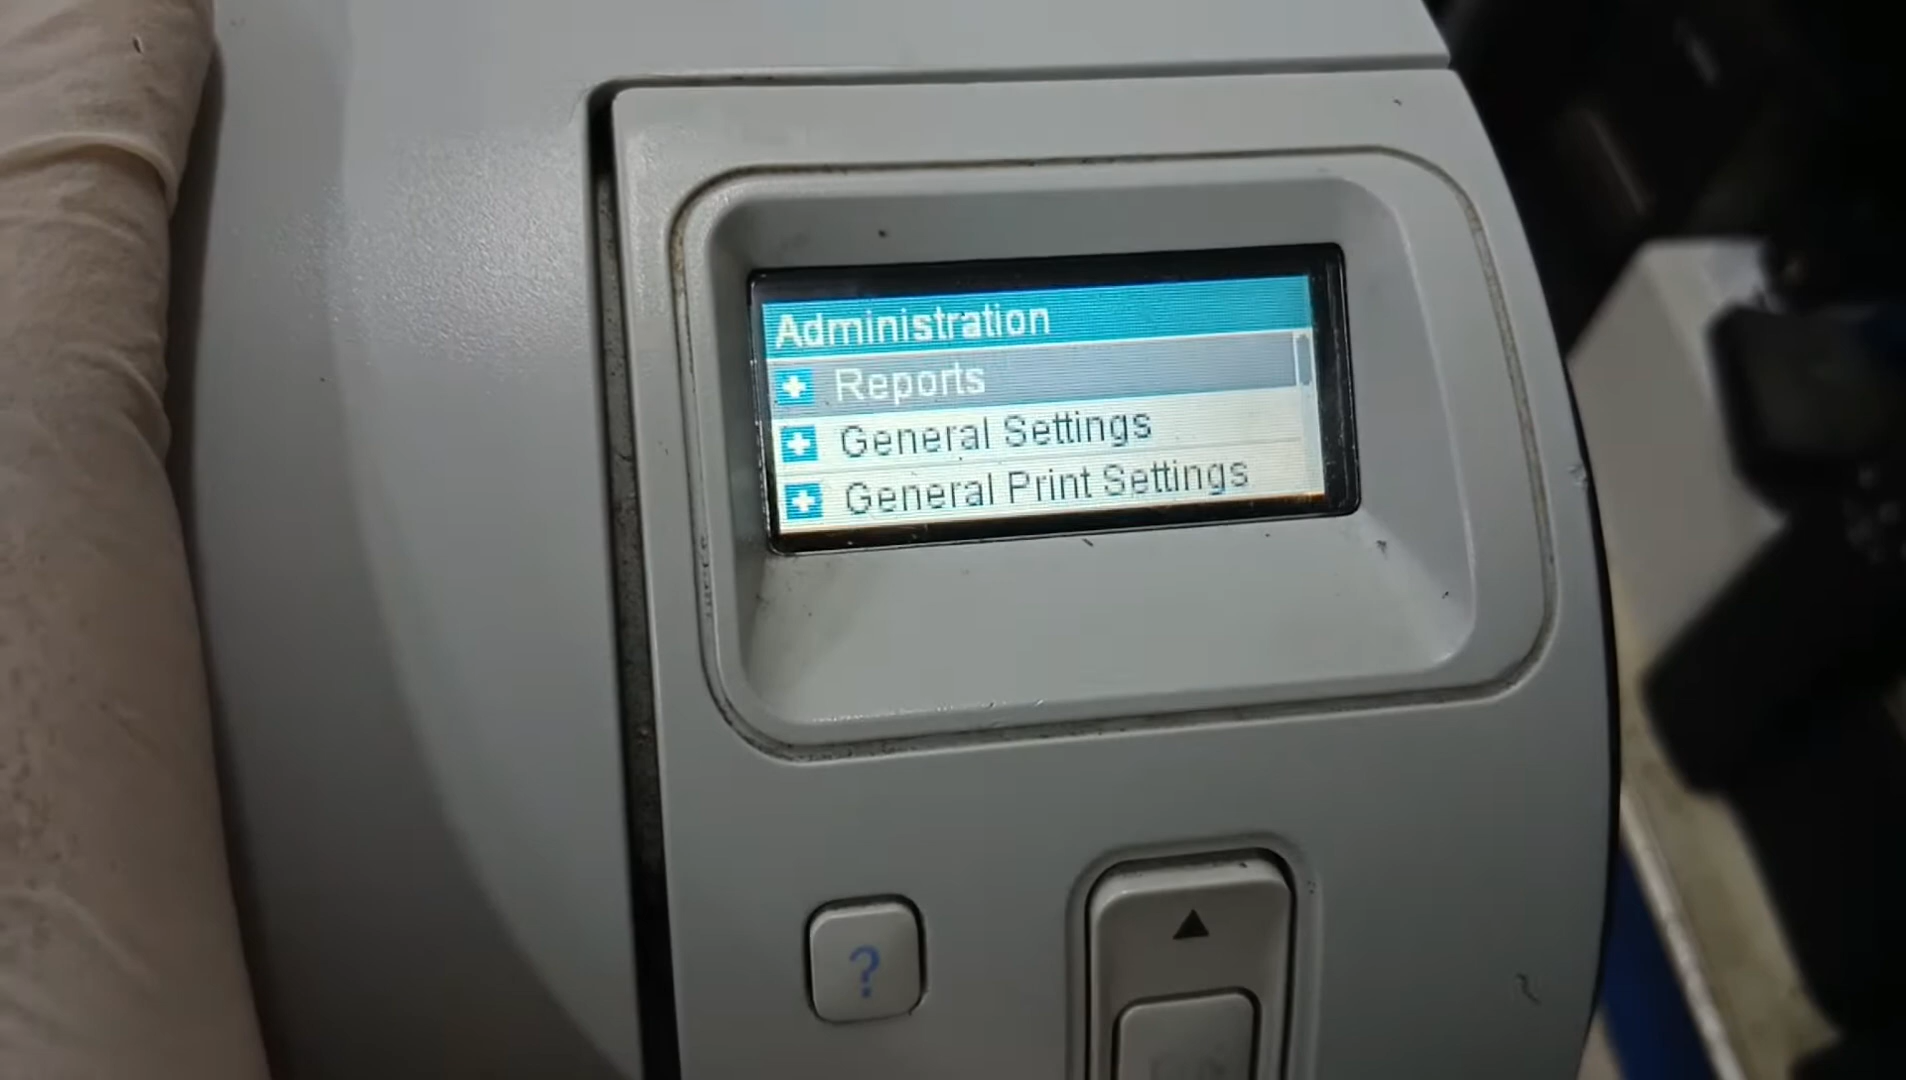 Administration
Reports
General Settings
General Print Settings
?